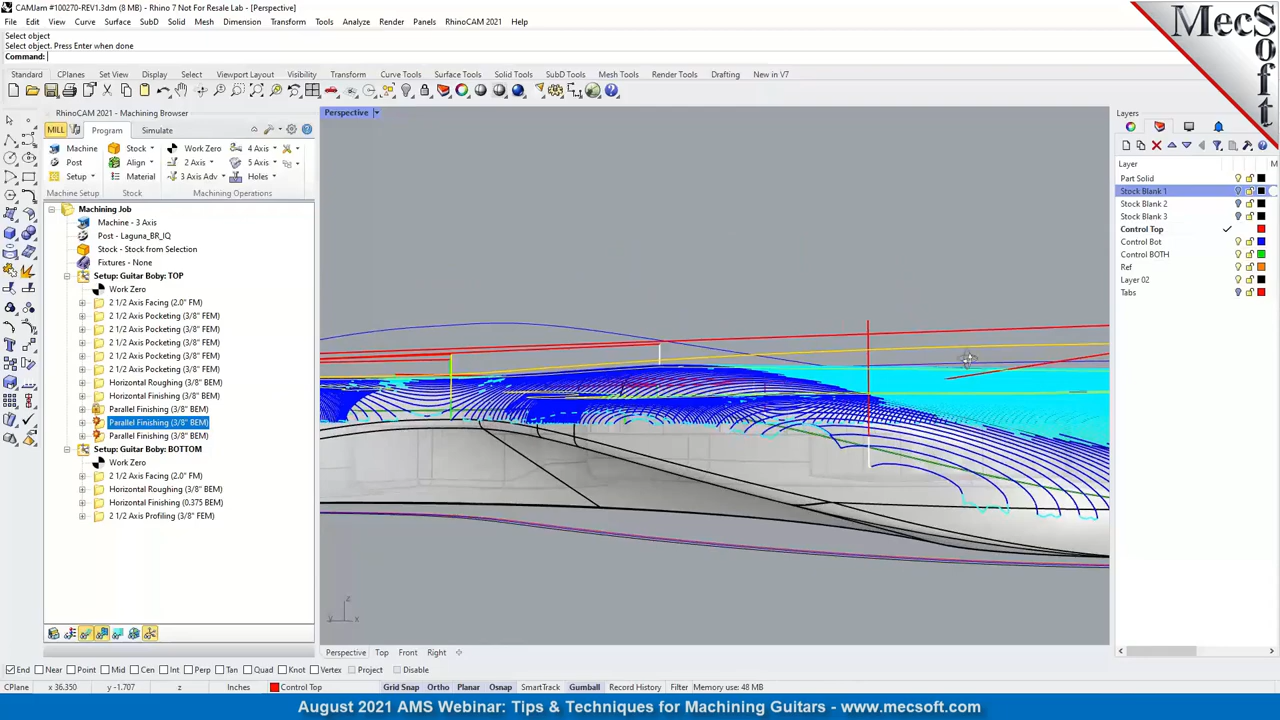 CAMJam #100270-REV1.3dm (8 MB) - Rhino 7 Not For Resale Lab - [Perspective]
File Edit View Curve Surface SubD Solid Mesh Dimension Transform Tools Analyze Render Panels RhinoCAM 2021 Help
Select object
Select object. Press Enter when done
Command:
Standard CPlanes Set View Display Select Viewport Layout Visibility Transform Curve Tools Surface Tools Solid Tools SubD Tools Mesh Tools Render Tools Drafting New in V7
RhinoCAM 2021 - Machining Browser
MILL Program Simulate
Machine Stock Work Zero 4 Axis
Post Align 2 Axis 5 Axis
Setup Material 3 Axis Adv Holes
Machine Setup Stock Machining Operations
Machining Job
Machine - 3 Axis
Post - Laguna_BR_IQ
Stock - Stock from Selection
Fixtures - None
Setup: Guitar Boby: TOP
Work Zero
2 1/2 Axis Facing (2.0" FM)
2 1/2 Axis Pocketing (3/8" FEM)
2 1/2 Axis Pocketing (3/8" FEM)
2 1/2 Axis Pocketing (3/8" FEM)
2 1/2 Axis Pocketing (3/8" FEM)
2 1/2 Axis Pocketing (3/8" FEM)
Horizontal Roughing (3/8" FEM)
Horizontal Finishing (3/8" BEM)
Parallel Finishing (3/8" BEM)
Parallel Finishing (3/8" BEM)
Parallel Finishing (3/8" BEM)
Setup: Guitar Boby: BOTTOM
Work Zero
2 1/2 Axis Facing (2.0" FM)
Horizontal Roughing (3/8" BEM)
Horizontal Finishing (0.375 BEM)
2 1/2 Axis Profiling (3/8" FEM)
Perspective
z
y x
Perspective Top Front Right
Layers
Layer M
Part Solid
Stock Blank 1
Stock Blank 2
Stock Blank 3
Control Top
Control Bot
Control BOTH
Ref
Layer 02
Tabs
MecSoft
End Near Point Mid Cen Int Perp Tan Quad Knot Vertex Project Disable
CPlane x 36.350 y -1.707 z Inches Control Top Grid Snap Ortho Planar Osnap SmartTrack Gumball Record History Filter Memory use: 48 MB
August 2021 AMS Webinar: Tips & Techniques for Machining Guitars - www.mecsoft.com